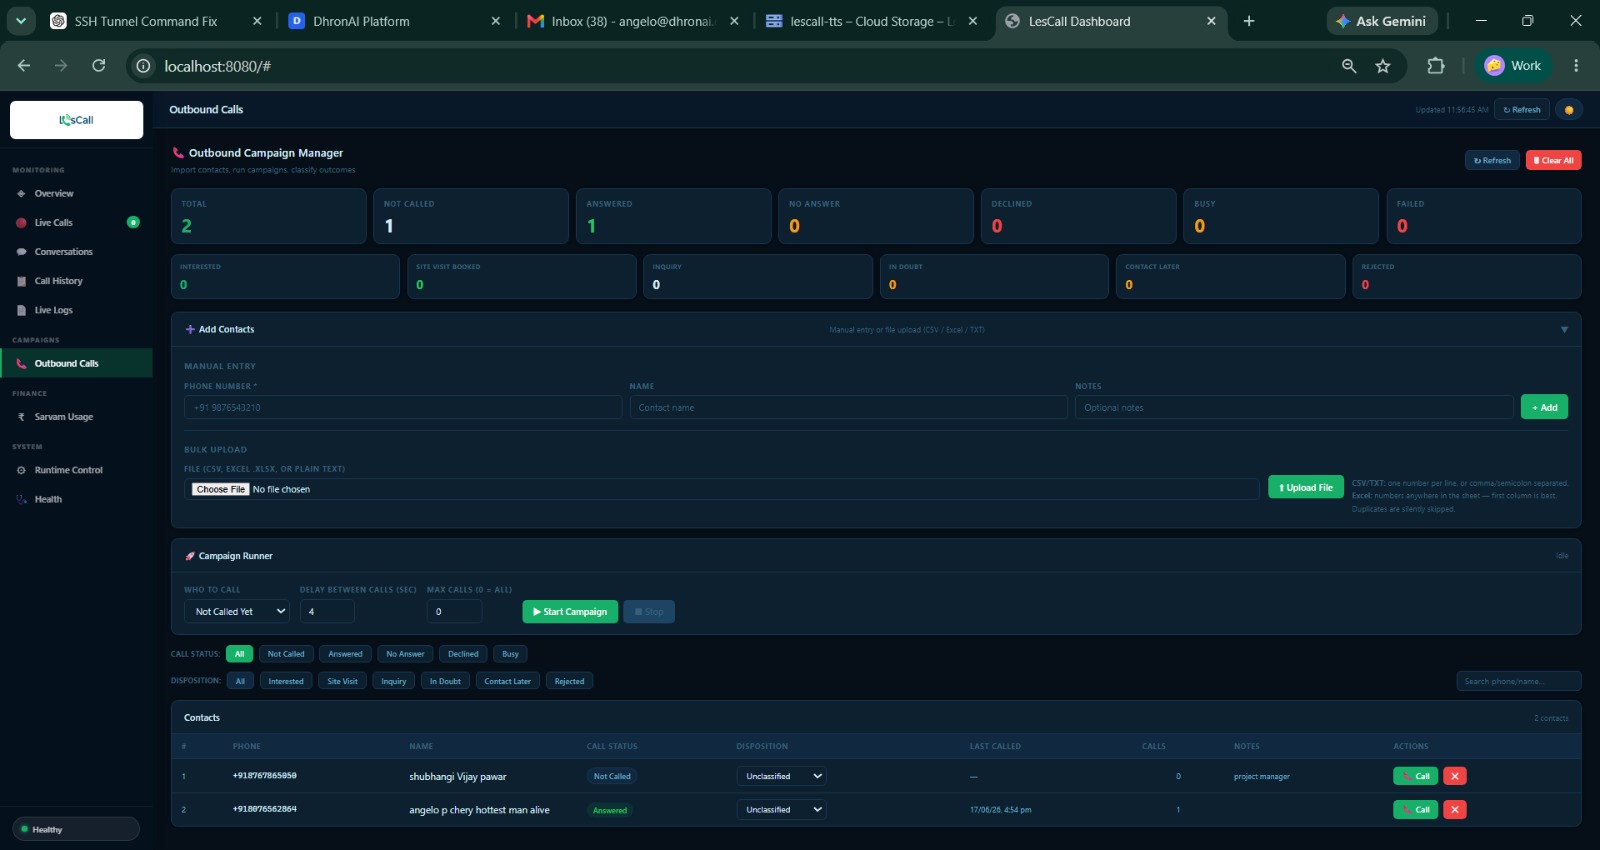 SSH Tunnel Command Fix
DhronAI Platform
Inbox (38) - angelo@dhronai.c
lescall-tts – Cloud Storage – Le
LesCall Dashboard
Ask Gemini
localhost:8080/#
Work
LesCall
Outbound Calls
Updated 11:56:45 AM
↻ Refresh
MONITORING
Overview
Live Calls
0
Conversations
Call History
Live Logs
CAMPAIGNS
Outbound Calls
FINANCE
₹ Sarvam Usage
SYSTEM
Runtime Control
Health
Healthy
Outbound Campaign Manager
Import contacts, run campaigns, classify outcomes
↻ Refresh
Clear All
TOTAL
2
NOT CALLED
1
ANSWERED
1
NO ANSWER
0
DECLINED
0
BUSY
0
FAILED
0
INTERESTED
0
SITE VISIT BOOKED
0
INQUIRY
0
IN DOUBT
0
CONTACT LATER
0
REJECTED
0
Add Contacts
Manual entry or file upload (CSV / Excel / TXT)
MANUAL ENTRY
PHONE NUMBER *
NAME
NOTES
+91 9876543210
Contact name
Optional notes
+ Add
BULK UPLOAD
FILE (CSV, EXCEL .XLSX, OR PLAIN TEXT)
Choose File No file chosen
Upload File
CSV/TXT: one number per line, or comma/semicolon separated.
Excel: numbers anywhere in the sheet — first column is best.
Duplicates are silently skipped.
Campaign Runner
Idle
WHO TO CALL
DELAY BETWEEN CALLS (SEC)
MAX CALLS (0 = ALL)
Not Called Yet
4
0
Start Campaign
Stop
CALL STATUS: All Not Called Answered No Answer Declined Busy
DISPOSITION: All Interested Site Visit Inquiry In Doubt Contact Later Rejected
Search phone/name...
Contacts
2 contacts
# PHONE NAME CALL STATUS DISPOSITION LAST CALLED CALLS NOTES ACTIONS
1 +918767865050 shubhangi Vijay pawar Not Called Unclassified — 0 project manager Call
2 +918076562864 angelo p chery hottest man alive Answered Unclassified 17/06/26, 4:54 pm 1 Call